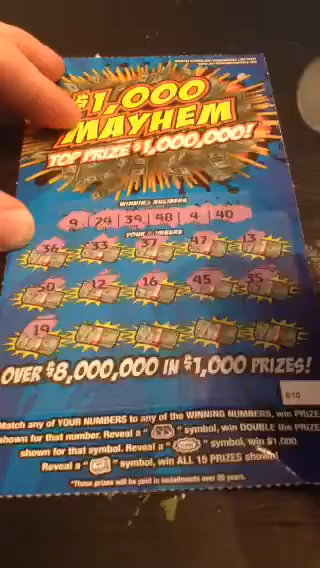 $1,000
MAYHEM
TOP PRIZE $1,000,000!
WINNING NUMBERS
9 24 39 48 4 40
YOUR NUMBERS
36 33 37 47 13
50 12 16 45 35
19
OVER $8,000,000 IN $1,000 PRIZES!
010
Match any of YOUR NUMBERS to any of the WINNING NUMBERS, win PRIZE
shown for that number. Reveal a " " symbol, win DOUBLE the PRIZE
shown for that symbol. Reveal a " " symbol, win $1,000.
Reveal a " " symbol, win ALL 15 PRIZES shown!
*These prizes will be paid in installments over 20 years.